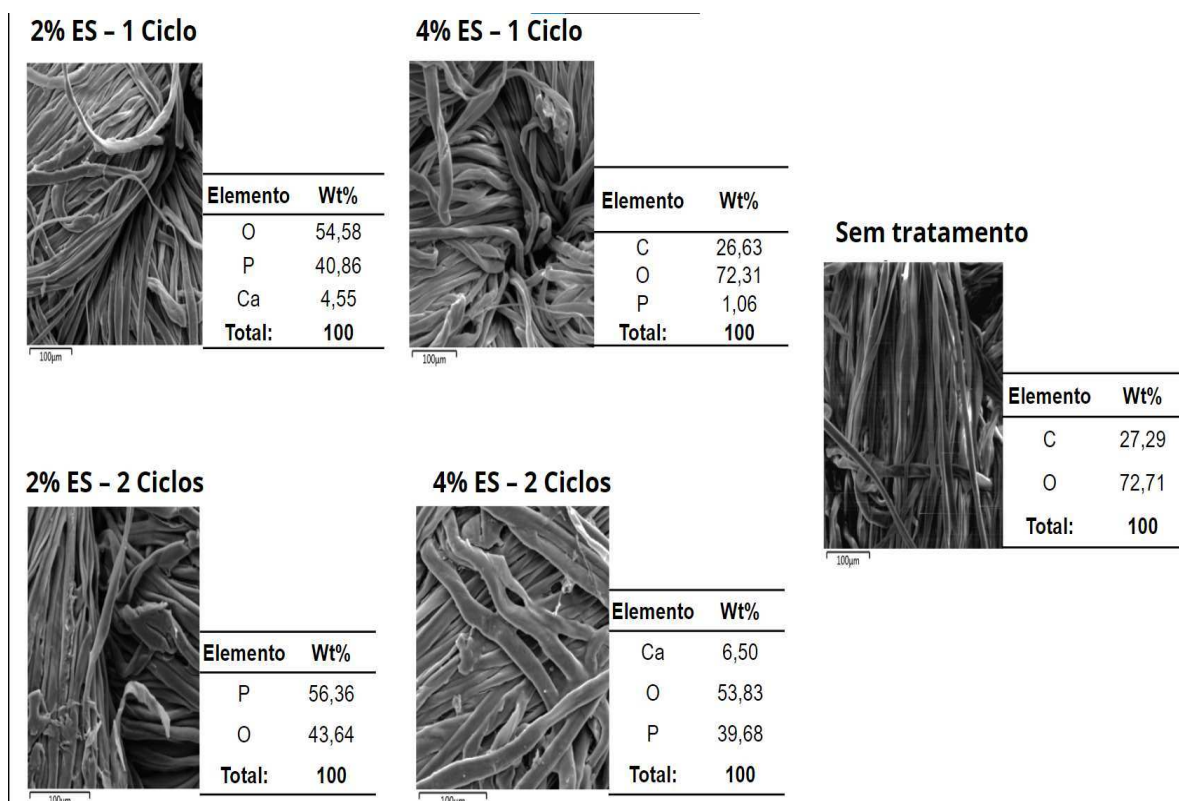 2% ES – 1 Ciclo
Elemento Wt%
O 54,58
P 40,86
Ca 4,55
Total: 100
100µm
4% ES – 1 Ciclo
Elemento Wt%
C 26,63
O 72,31
P 1,06
Total: 100
100µm
Sem tratamento
Elemento Wt%
C 27,29
O 72,71
Total: 100
100µm
2% ES – 2 Ciclos
Elemento Wt%
P 56,36
O 43,64
Total: 100
100µm
4% ES – 2 Ciclos
Elemento Wt%
Ca 6,50
O 53,83
P 39,68
Total: 100
100µm